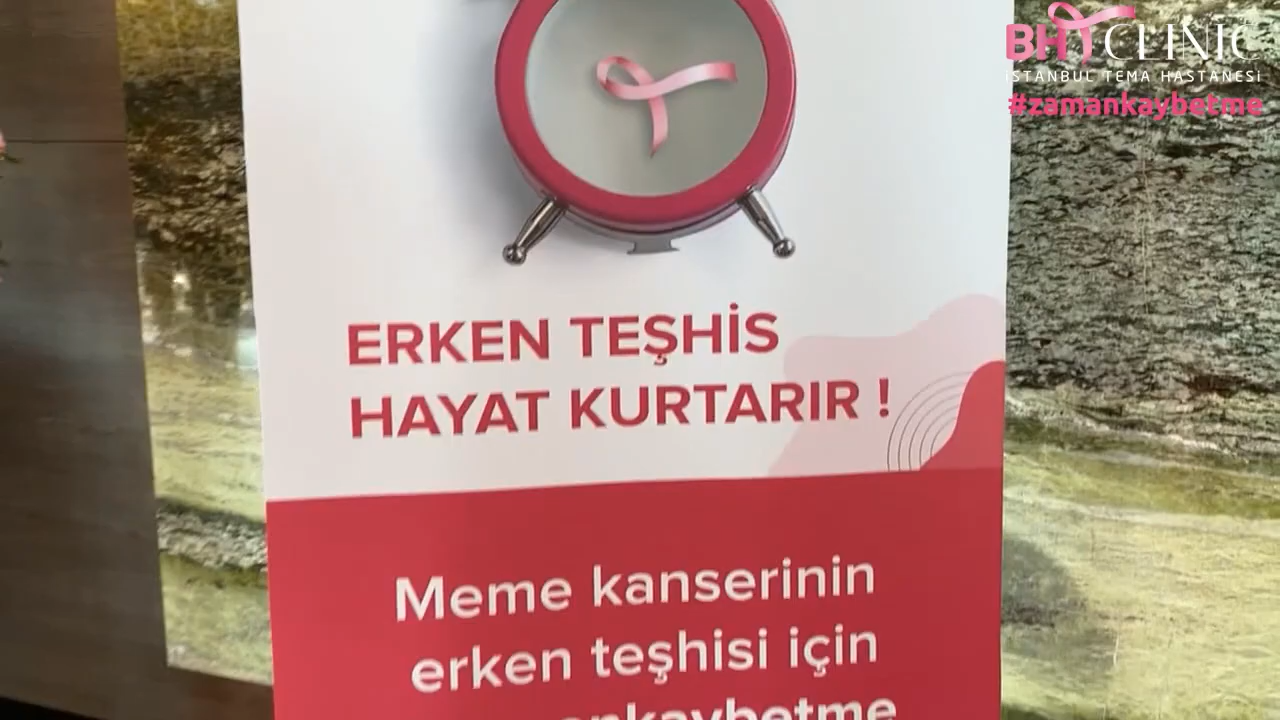 BHT CLINIC
İSTANBUL TEMA HASTANESİ
#zamankaybetme
ERKEN TEŞHİS
HAYAT KURTARIR !
Meme kanserinin
erken teşhisi için